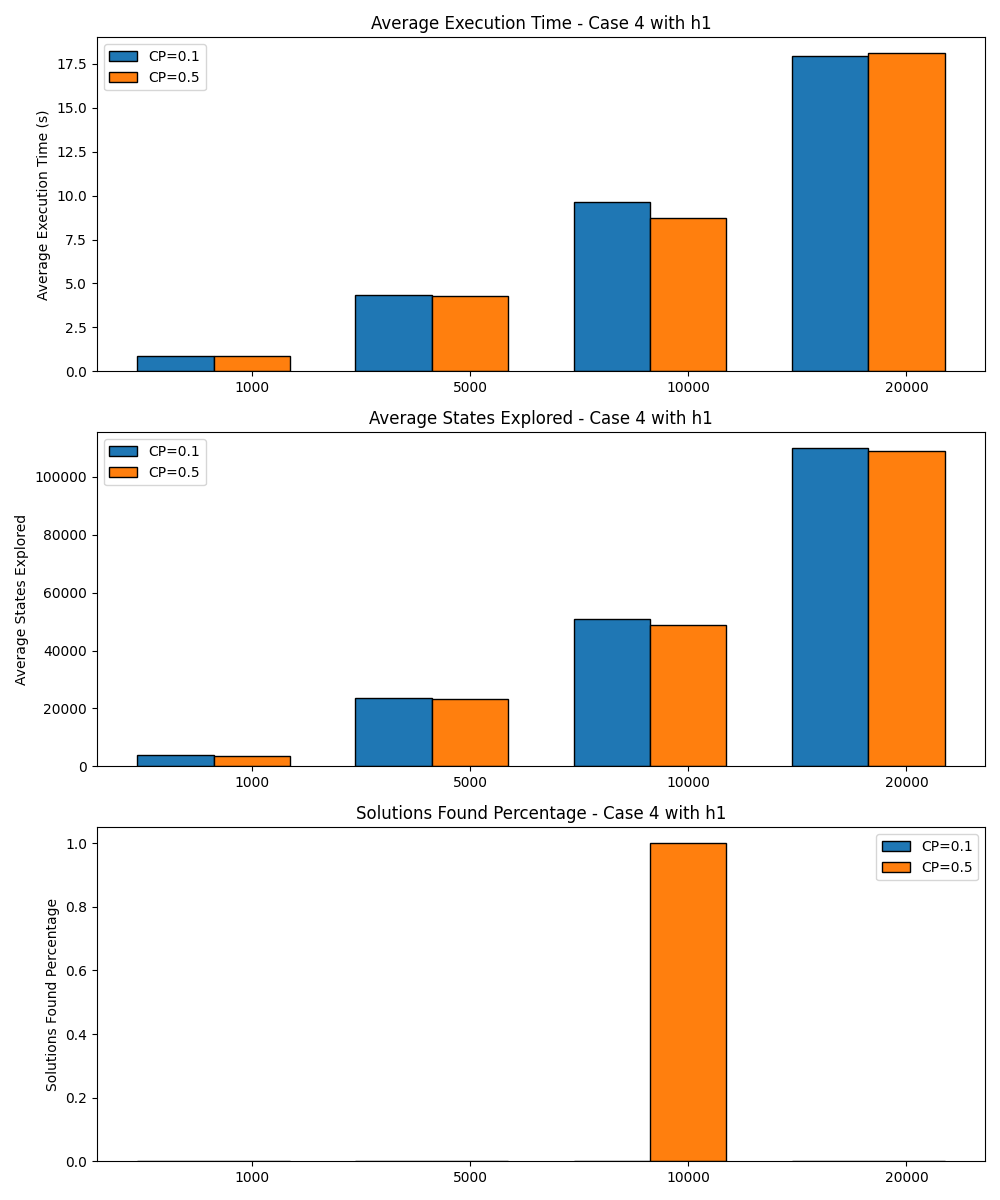 Average Execution Time - Case 4 with h1
CP=0.1
CP=0.5
Average Execution Time (s)
17.5
15.0
12.5
10.0
7.5
5.0
2.5
0.0
1000 5000 10000 20000
Average States Explored - Case 4 with h1
CP=0.1
CP=0.5
Average States Explored
100000
80000
60000
40000
20000
0
1000 5000 10000 20000
Solutions Found Percentage - Case 4 with h1
CP=0.1
CP=0.5
Solutions Found Percentage
1.0
0.8
0.6
0.4
0.2
0.0
1000 5000 10000 20000